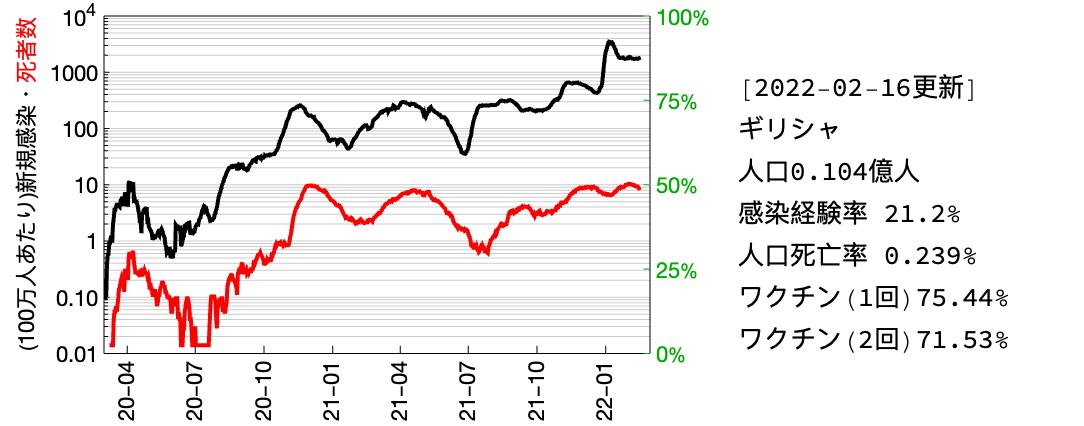 (100万人あたり)新規感染・死者数
10^4
1000
100
10
1
0.10
0.01
100%
75%
50%
25%
0%
20-04
20-07
20-10
21-01
21-04
21-07
21-10
22-01
[2022-02-16更新]
ギリシャ
人口0.104億人
感染経験率 21.2%
人口死亡率 0.239%
ワクチン(1回)75.44%
ワクチン(2回)71.53%